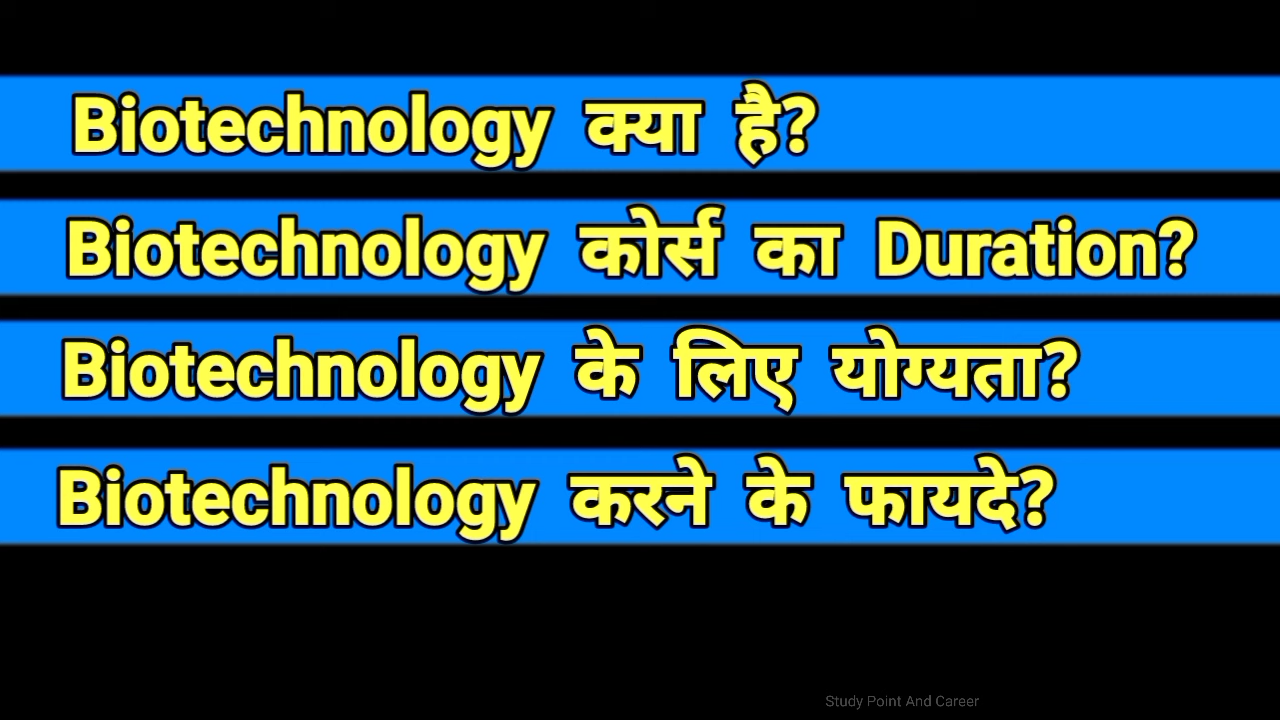 Biotechnology क्या है?
Biotechnology कोर्स का Duration?
Biotechnology के लिए योग्यता?
Biotechnology करने के फायदे?
Study Point And Career